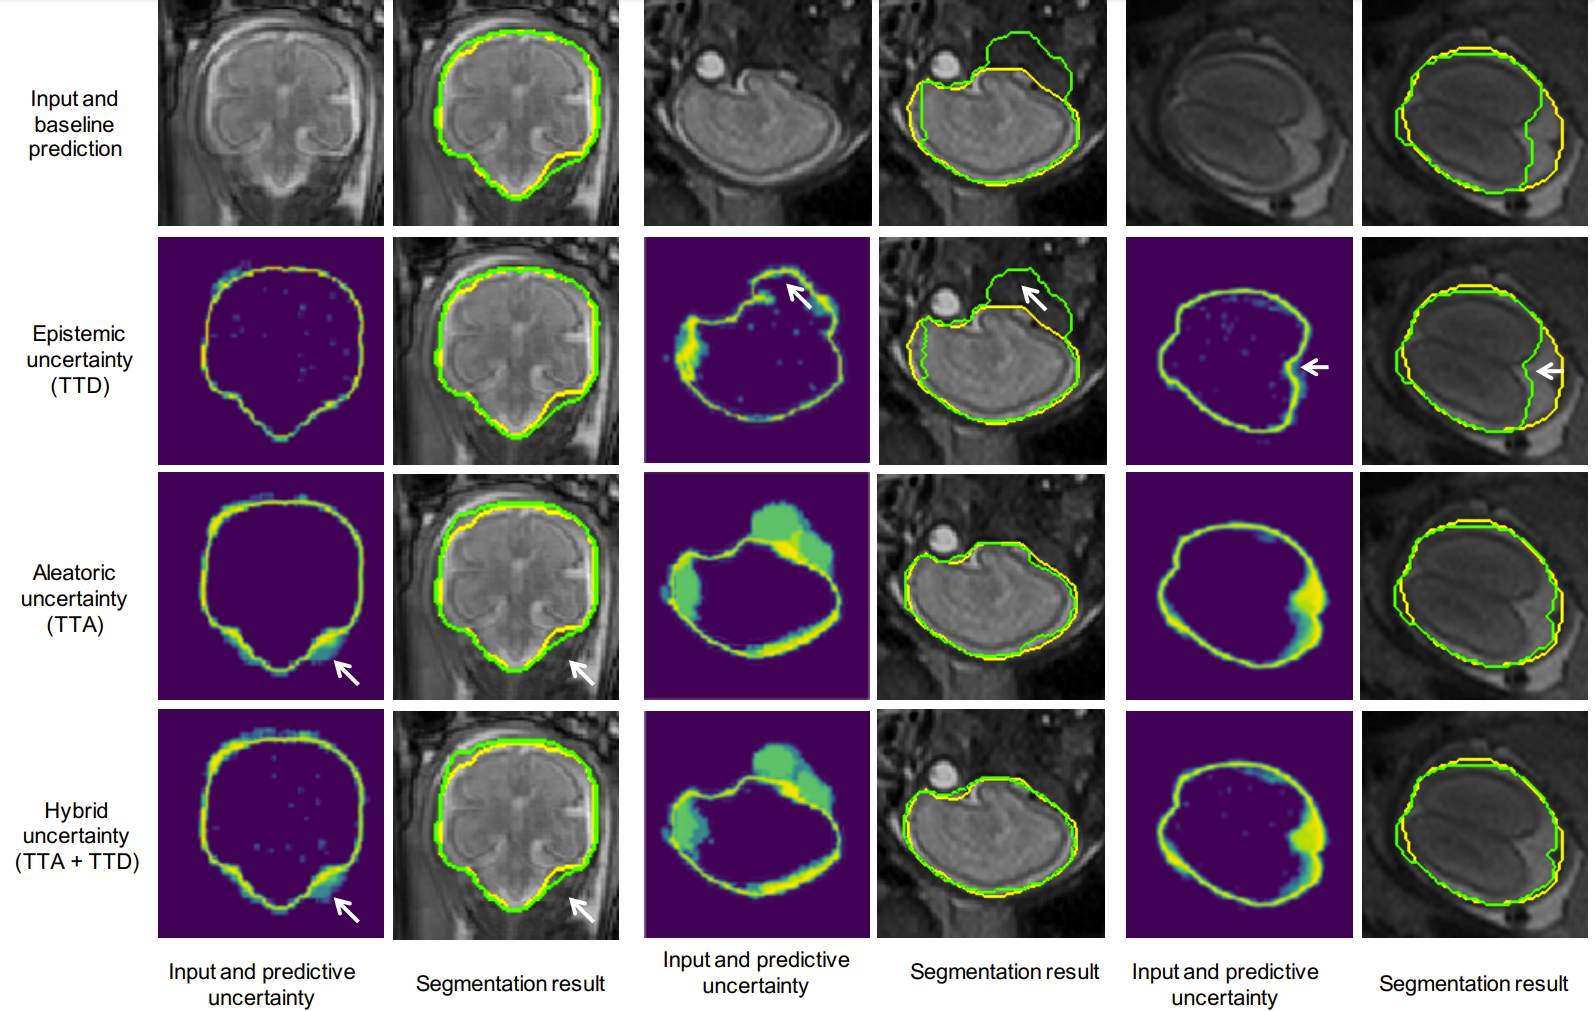 Input and
baseline
prediction
Epistemic
uncertainty
(TTD)
Aleatoric
uncertainty
(TTA)
Hybrid
uncertainty
(TTA + TTD)
Input and predictive
uncertainty
Segmentation result
Input and predictive
uncertainty
Segmentation result
Input and predictive
uncertainty
Segmentation result